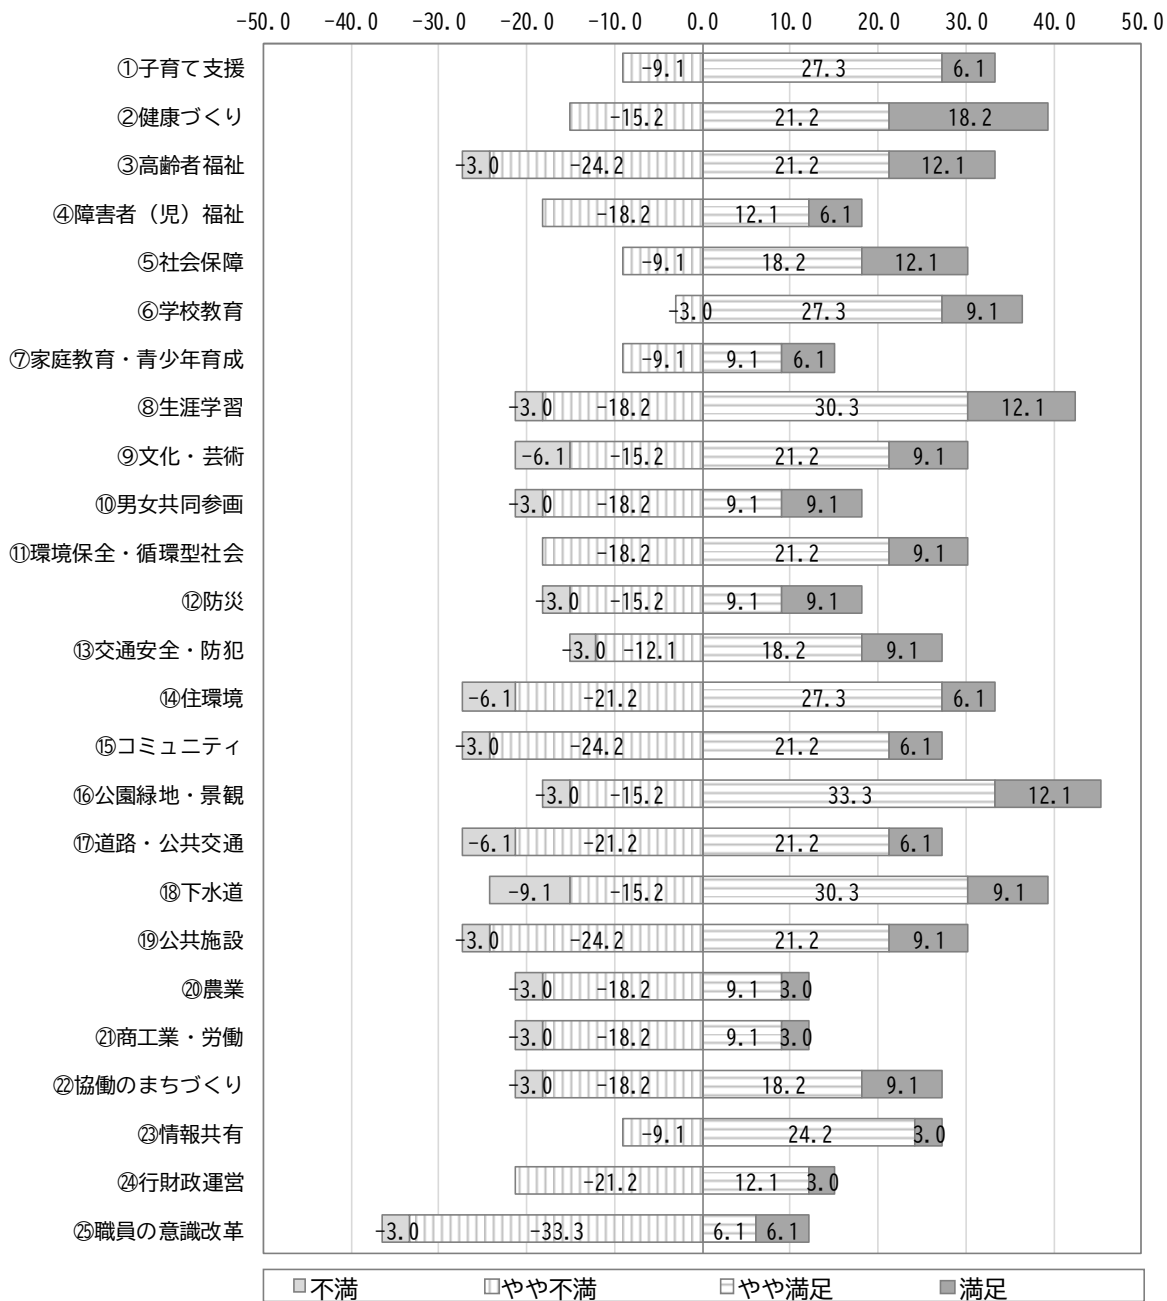 -50.0 -40.0 -30.0 -20.0 -10.0 0.0 10.0 20.0 30.0 40.0 50.0
①子育て支援 -9.1 27.3 6.1
②健康づくり -15.2 21.2 18.2
③高齢者福祉 -3.0 -24.2 21.2 12.1
④障害者（児）福祉 -18.2 12.1 6.1
⑤社会保障 -9.1 18.2 12.1
⑥学校教育 -3.0 27.3 9.1
⑦家庭教育・青少年育成 -9.1 9.1 6.1
⑧生涯学習 -3.0 -18.2 30.3 12.1
⑨文化・芸術 -6.1 -15.2 21.2 9.1
⑩男女共同参画 -3.0 -18.2 9.1 9.1
⑪環境保全・循環型社会 -18.2 21.2 9.1
⑫防災 -3.0 -15.2 9.1 9.1
⑬交通安全・防犯 -3.0 -12.1 18.2 9.1
⑭住環境 -6.1 -21.2 27.3 6.1
⑮コミュニティ -3.0 -24.2 21.2 6.1
⑯公園緑地・景観 -3.0 -15.2 33.3 12.1
⑰道路・公共交通 -6.1 -21.2 21.2 6.1
⑱下水道 -9.1 -15.2 30.3 9.1
⑲公共施設 -3.0 -24.2 21.2 9.1
⑳農業 -3.0 -18.2 9.1 3.0
㉑商工業・労働 -3.0 -18.2 9.1 3.0
㉒協働のまちづくり -3.0 -18.2 18.2 9.1
㉓情報共有 -9.1 24.2 3.0
㉔行財政運営 -21.2 12.1 3.0
㉕職員の意識改革 -3.0 -33.3 6.1 6.1
不満 やや不満 やや満足 満足